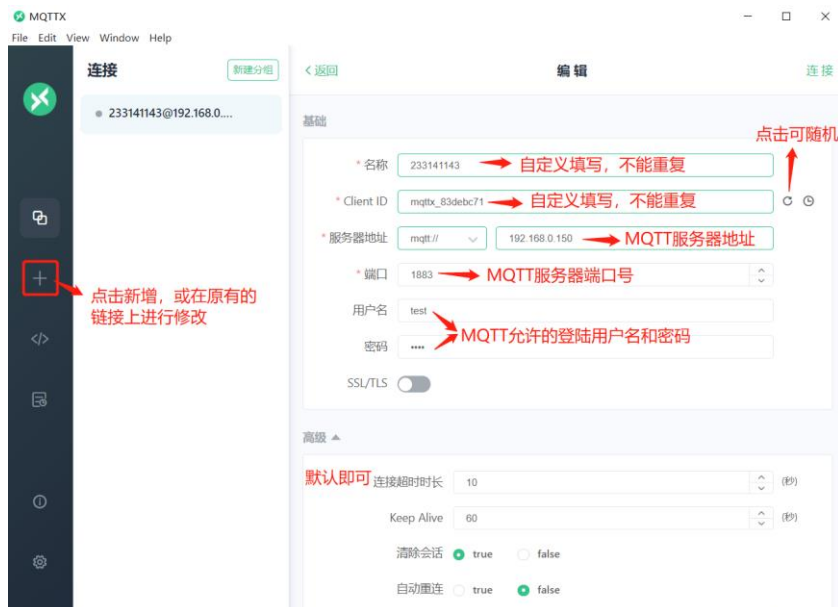 MQTTX
File Edit View Window Help
连接
新建分组
233141143@192.168.0....
点击新增，或在原有的
链接上进行修改
<返回
编辑
连接
基础
点击可随机
* 名称 233141143 自定义填写，不能重复
* Client ID mqttx_83debc71 自定义填写，不能重复
* 服务器地址 mqtt:// 192.168.0.150 MQTT服务器地址
* 端口 1883 MQTT服务器端口号
用户名 test
MQTT允许的登陆用户名和密码
密码 ••••
SSL/TLS
高级
默认即可 连接超时时长 10 (秒)
Keep Alive 60 (秒)
清除会话 true false
自动重连 true false